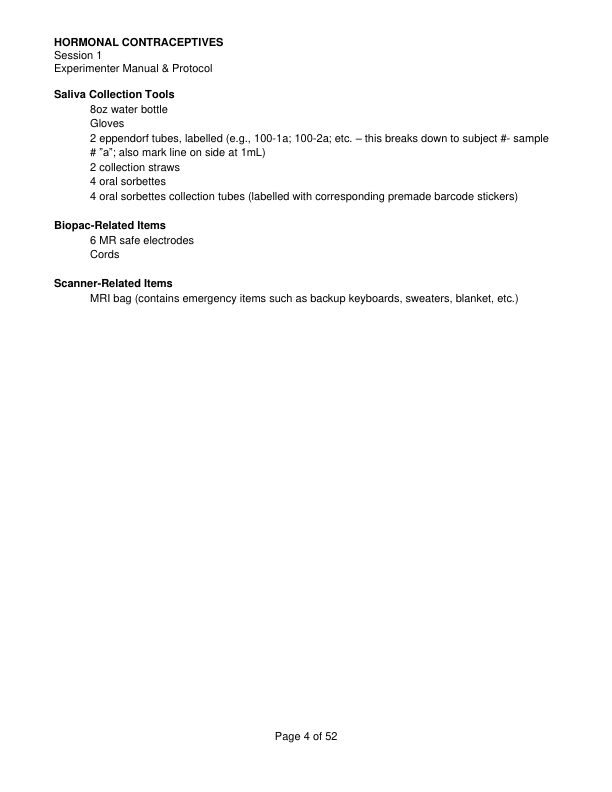 HORMONAL CONTRACEPTIVES
Session 1
Experimenter Manual & Protocol
Saliva Collection Tools
8oz water bottle
Gloves
2 eppendorf tubes, labelled (e.g., 100-1a; 100-2a; etc. – this breaks down to subject #- sample
# ”a”; also mark line on side at 1mL)
2 collection straws
4 oral sorbettes
4 oral sorbettes collection tubes (labelled with corresponding premade barcode stickers)
Biopac-Related Items
6 MR safe electrodes
Cords
Scanner-Related Items
MRI bag (contains emergency items such as backup keyboards, sweaters, blanket, etc.)
Page 4 of 52